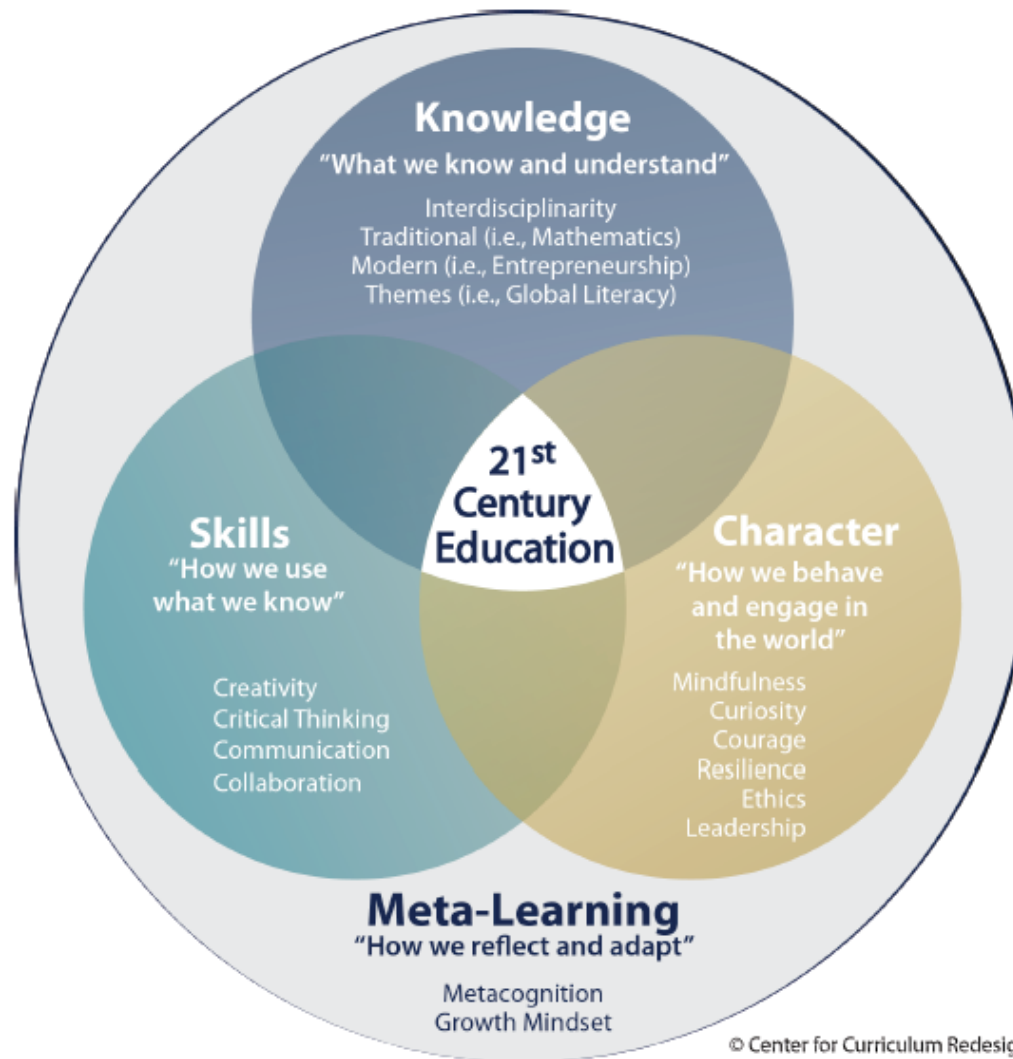 Knowledge
“What we know and understand”
Interdisciplinarity
Traditional (i.e., Mathematics)
Modern (i.e., Entrepreneurship)
Themes (i.e., Global Literacy)
21st
Century
Education
Skills
“How we use
what we know”
Creativity
Critical Thinking
Communication
Collaboration
Character
“How we behave
and engage in
the world”
Mindfulness
Curiosity
Courage
Resilience
Ethics
Leadership
Meta-Learning
“How we reflect and adapt”
Metacognition
Growth Mindset
© Center for Curriculum Redesig